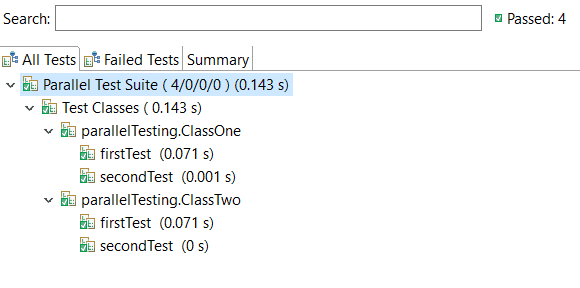 Search: Passed: 4
All Tests Failed Tests Summary
Parallel Test Suite ( 4/0/0/0 ) (0.143 s)
Test Classes ( 0.143 s)
parallelTesting.ClassOne
firstTest (0.071 s)
secondTest (0.001 s)
parallelTesting.ClassTwo
firstTest (0.071 s)
secondTest (0 s)